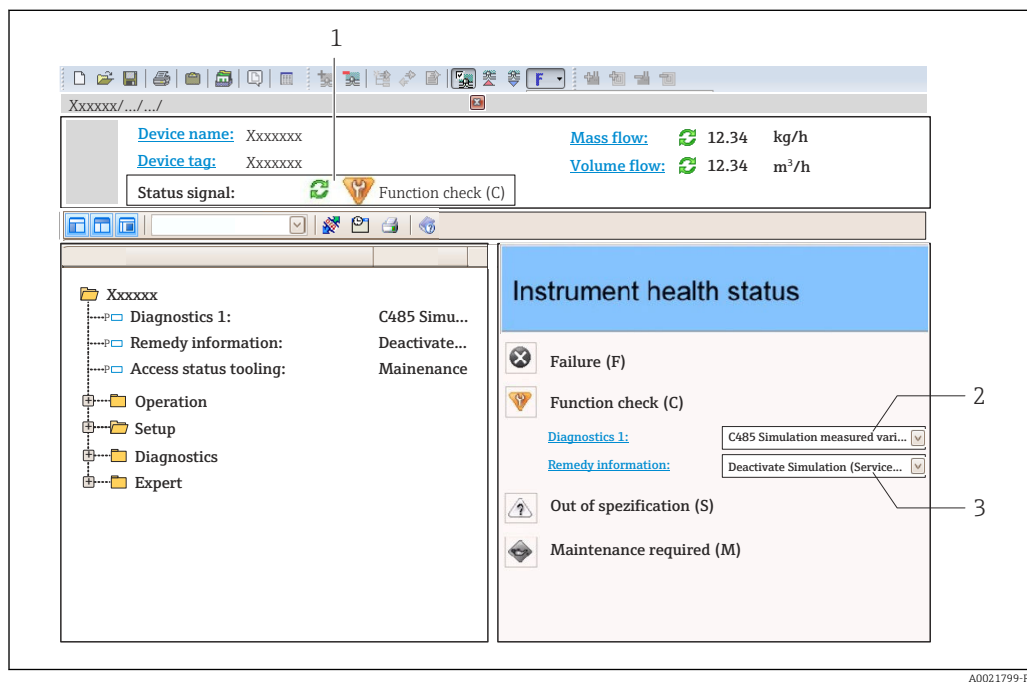 1
F
Xxxxxx/.../.../
Device name: Xxxxxxx
Mass flow: 12.34 kg/h
Device tag: Xxxxxxx
Volume flow: 12.34 m³/h
Status signal: Function check (C)
Xxxxxx
Diagnostics 1: C485 Simu...
Remedy information: Deactivate...
Access status tooling: Mainenance
Operation
Setup
Diagnostics
Expert
Instrument health status
Failure (F)
Function check (C)
2
Diagnostics 1: C485 Simulation measured vari...
Remedy information: Deactivate Simulation (Service...
Out of spezification (S)
3
Maintenance required (M)